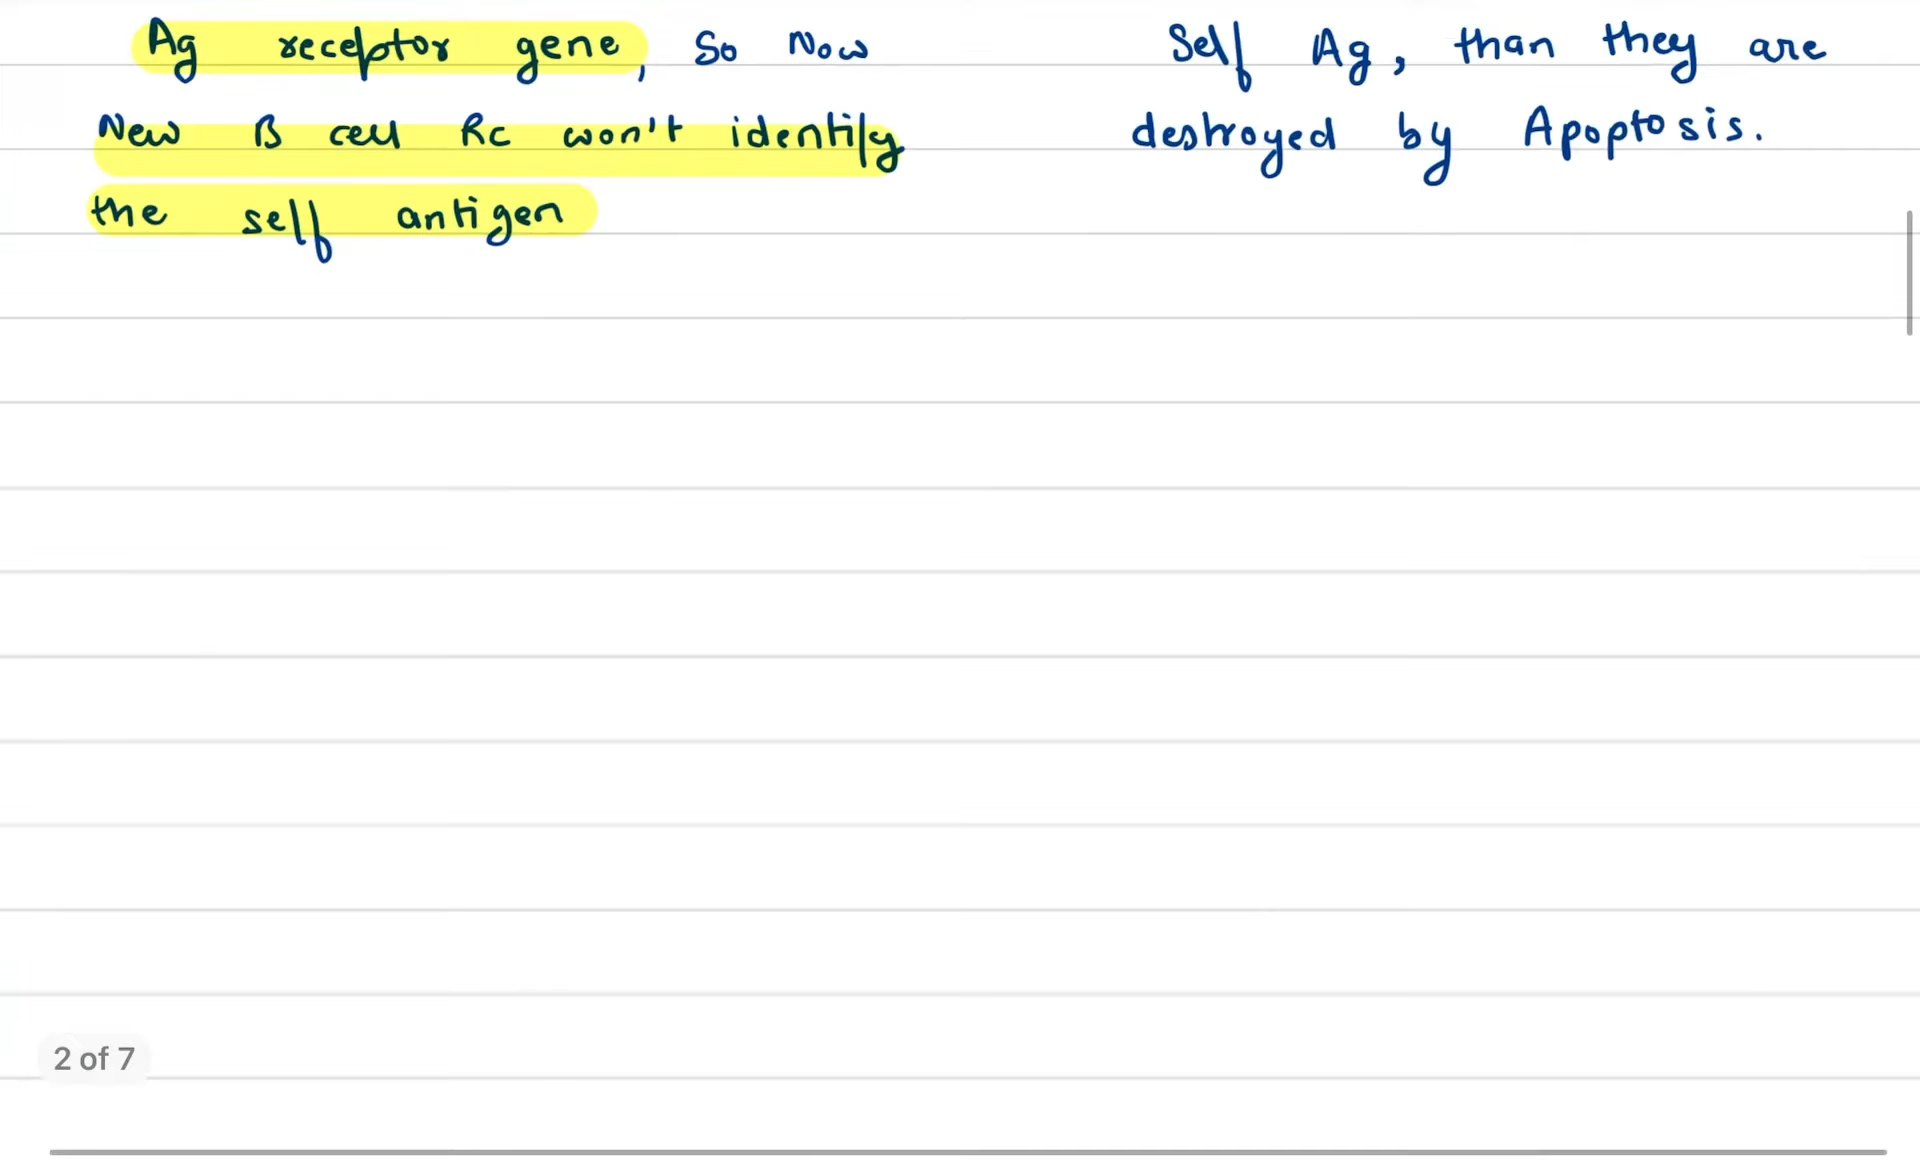 Ag receptor gene, So Now
New B cell Rc won't identify
the self antigen
Self Ag, than they are
destroyed by Apoptosis.
2 of 7